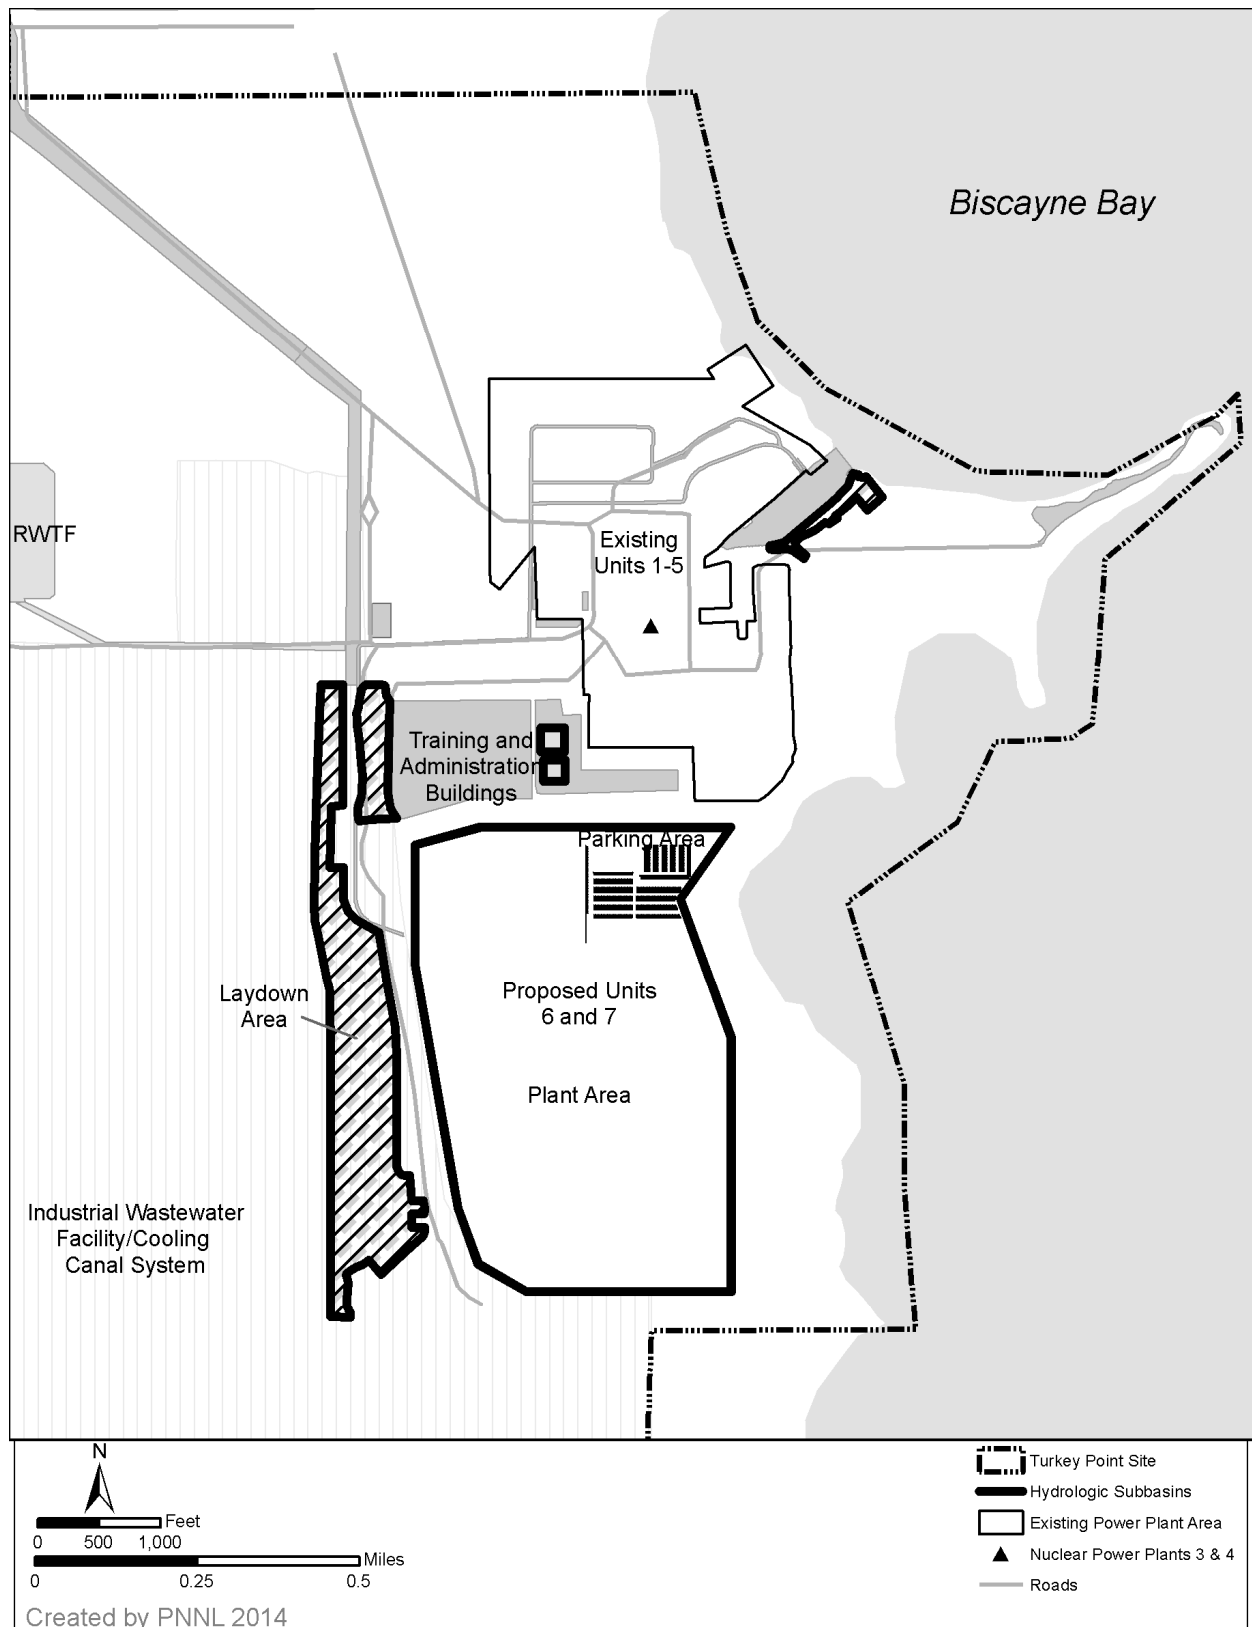 Biscayne Bay
RWTF
Existing
Units 1-5
Training and
Administration
Buildings
Parking Area
Laydown
Area
Proposed Units
6 and 7
Plant Area
Industrial Wastewater
Facility/Cooling
Canal System
N
Feet
0 500 1,000
Miles
0 0.25 0.5
Created by PNNL 2014
Turkey Point Site
Hydrologic Subbasins
Existing Power Plant Area
Nuclear Power Plants 3 & 4
Roads